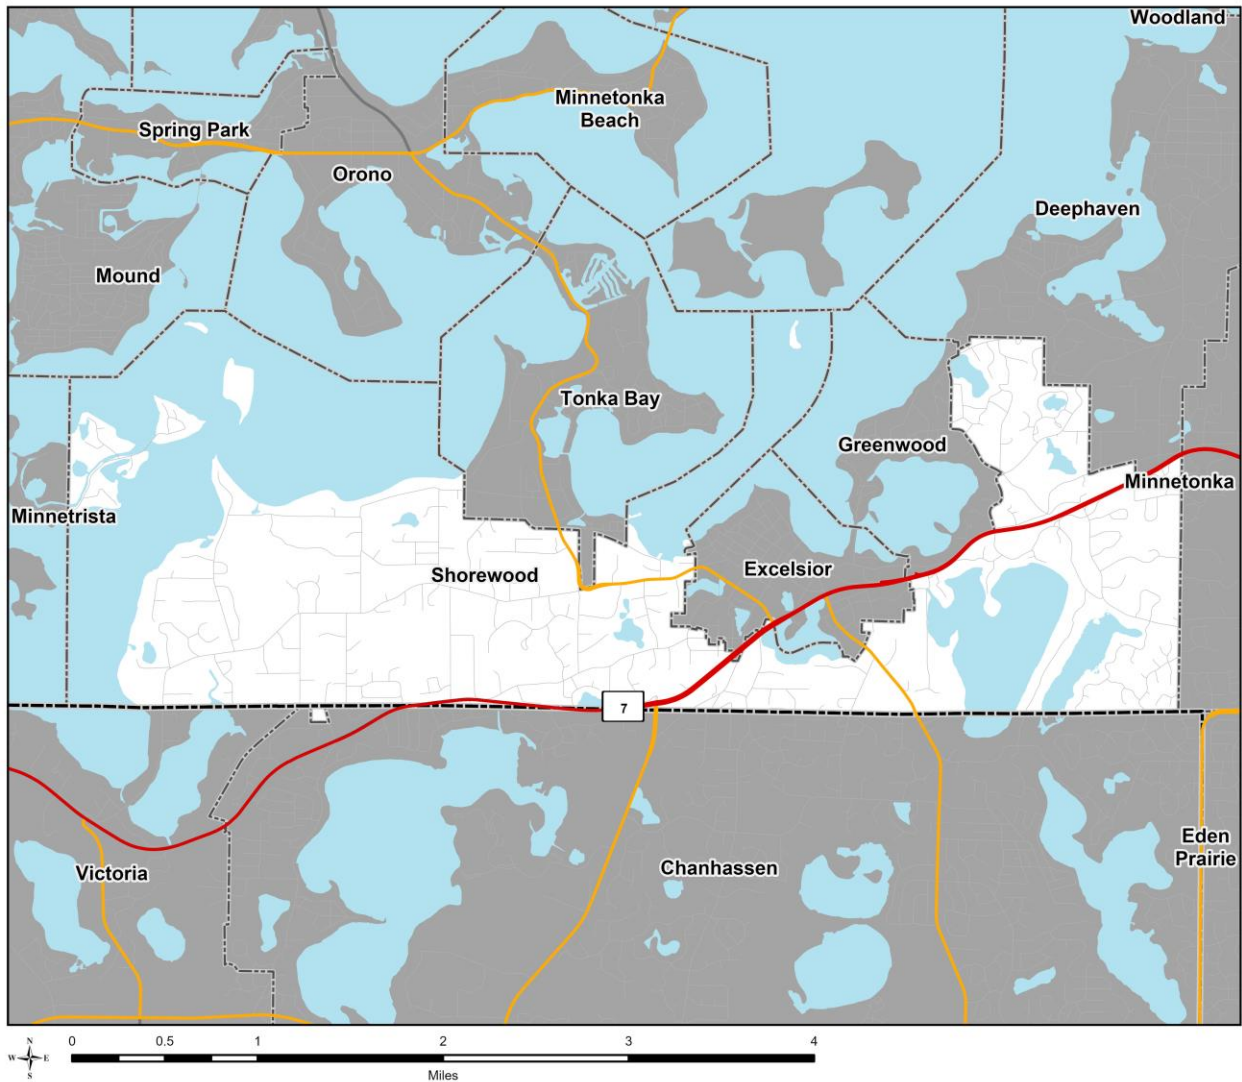 Woodland
Minnetonka
Beach
Spring Park
Orono
Deephaven
Mound
Tonka Bay
Greenwood
Minnetonka
Minnetrista
Shorewood
Excelsior
7
Eden
Prairie
Victoria
Chanhassen
N
W E
S
0 0.5 1 2 3 4
Miles